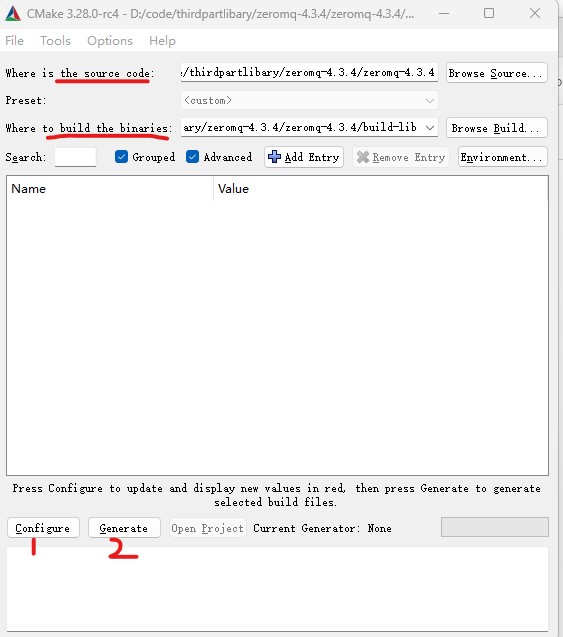 CMake 3.28.0-rc4 - D:/code/thirdpartlibary/zeromq-4.3.4/zeromq-4.3.4/...
File Tools Options Help
Where is the source code: :/thirdpartlibary/zeromq-4.3.4/zeromq-4.3.4 Browse Source...
Preset: <custom>
Where to build the binaries: ary/zeromq-4.3.4/zeromq-4.3.4/build-lib Browse Build...
Search: Grouped Advanced Add Entry Remove Entry Environment...
Name Value
Press Configure to update and display new values in red, then press Generate to generate
selected build files.
Configure Generate Open Project Current Generator: None
1 2